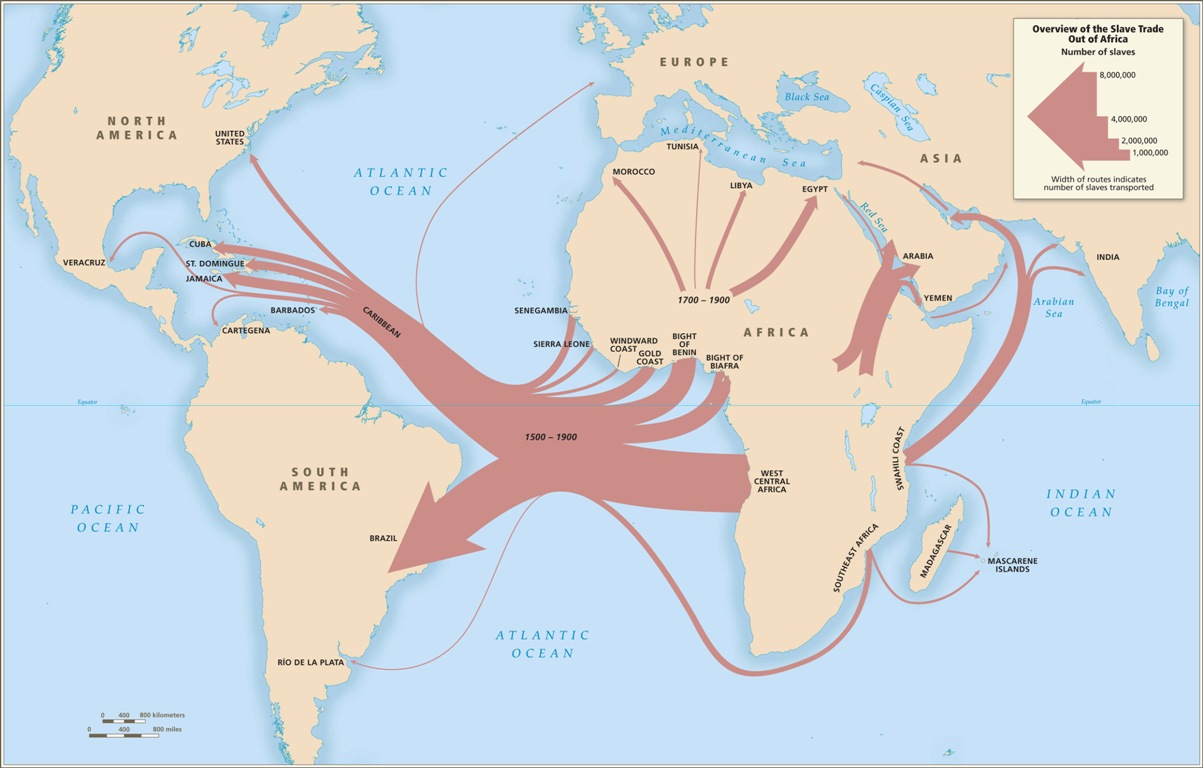 Overview of the Slave Trade
Out of Africa
Number of slaves
8,000,000
4,000,000
2,000,000
1,000,000
Width of routes indicates
number of slaves transported
EUROPE
Black Sea
Caspian Sea
NORTH
AMERICA
UNITED
STATES
ATLANTIC
OCEAN
Mediterranean Sea
TUNISIA
ASIA
MOROCCO
LIBYA
EGYPT
Red Sea
CUBA
VERACRUZ
ST. DOMINGUE
JAMAICA
ARABIA
INDIA
BARBADOS
CARIBBEAN
CARTEGENA
SENEGAMBIA
1700 – 1900
YEMEN
Arabian
Sea
Bay of
Bengal
SIERRA LEONE
WINDWARD
COAST
GOLD
COAST
BIGHT
OF
BENIN
BIGHT OF
BIAFRA
AFRICA
Equator
Equator
1500 – 1900
SOUTH
AMERICA
WEST
CENTRAL
AFRICA
SWAHILI COAST
PACIFIC
OCEAN
INDIAN
OCEAN
BRAZIL
SOUTHEAST AFRICA
MADAGASCAR
MASCARENE
ISLANDS
ATLANTIC
OCEAN
RÍO DE LA PLATA
0 400 800 kilometers
0 400 800 miles